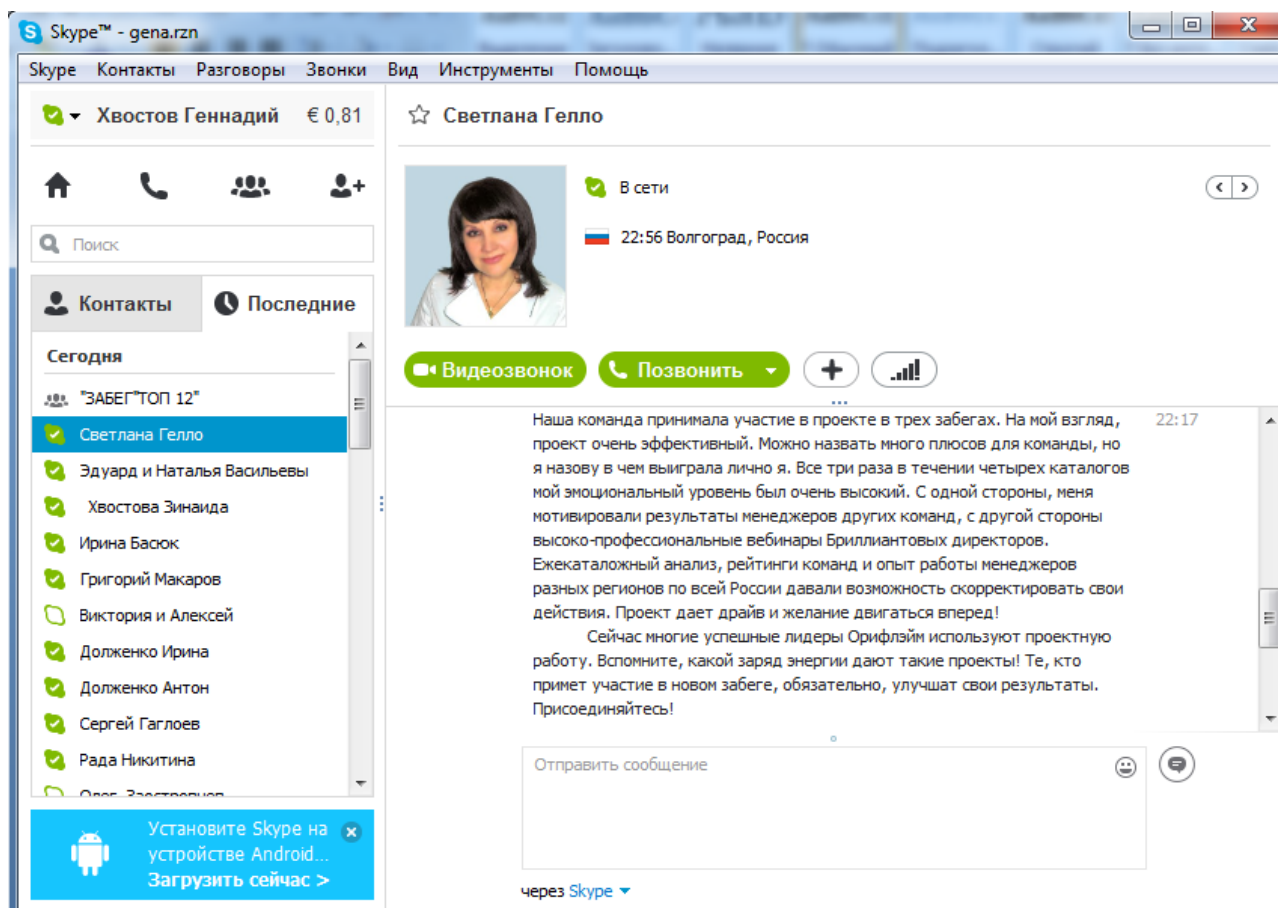 Skype™ - gena.rzn
Skype Контакты Разговоры Звонки Вид Инструменты Помощь
Хвостов Геннадий € 0,81
Поиск
Контакты Последние
Сегодня
"ЗАБЕГ"ТОП 12"
Светлана Гелло
Эдуард и Наталья Васильевы
Хвостова Зинаида
Ирина Басюк
Григорий Макаров
Виктория и Алексей
Долженко Ирина
Долженко Антон
Сергей Гаглоев
Рада Никитина
Установите Skype на
устройстве Android...
Загрузить сейчас >
Светлана Гелло
В сети
22:56 Волгоград, Россия
Видеозвонок Позвонить
Наша команда принимала участие в проекте в трех забегах. На мой взгляд, 22:17
проект очень эффективный. Можно назвать много плюсов для команды, но
я назову в чем выиграла лично я. Все три раза в течении четырех каталогов
мой эмоциональный уровень был очень высокий. С одной стороны, меня
мотивировали результаты менеджеров других команд, с другой стороны
высоко-профессиональные вебинары Бриллиантовых директоров.
Ежекаталожный анализ, рейтинги команд и опыт работы менеджеров
разных регионов по всей России давали возможность скорректировать свои
действия. Проект дает драйв и желание двигаться вперед!
Сейчас многие успешные лидеры Орифлэйм используют проектную
работу. Вспомните, какой заряд энергии дают такие проекты! Те, кто
примет участие в новом забеге, обязательно, улучшат свои результаты.
Присоединяйтесь!
Отправить сообщение
через Skype